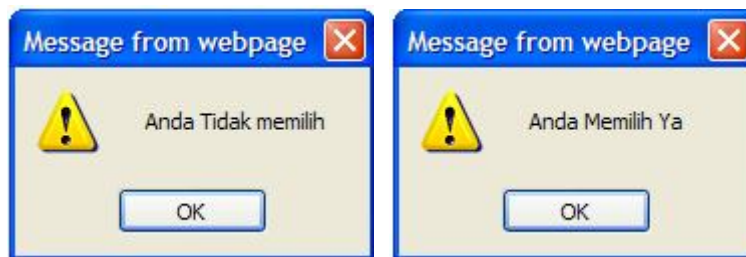 Message from webpage
Anda Tidak memilih
OK
Message from webpage
Anda Memilih Ya
OK